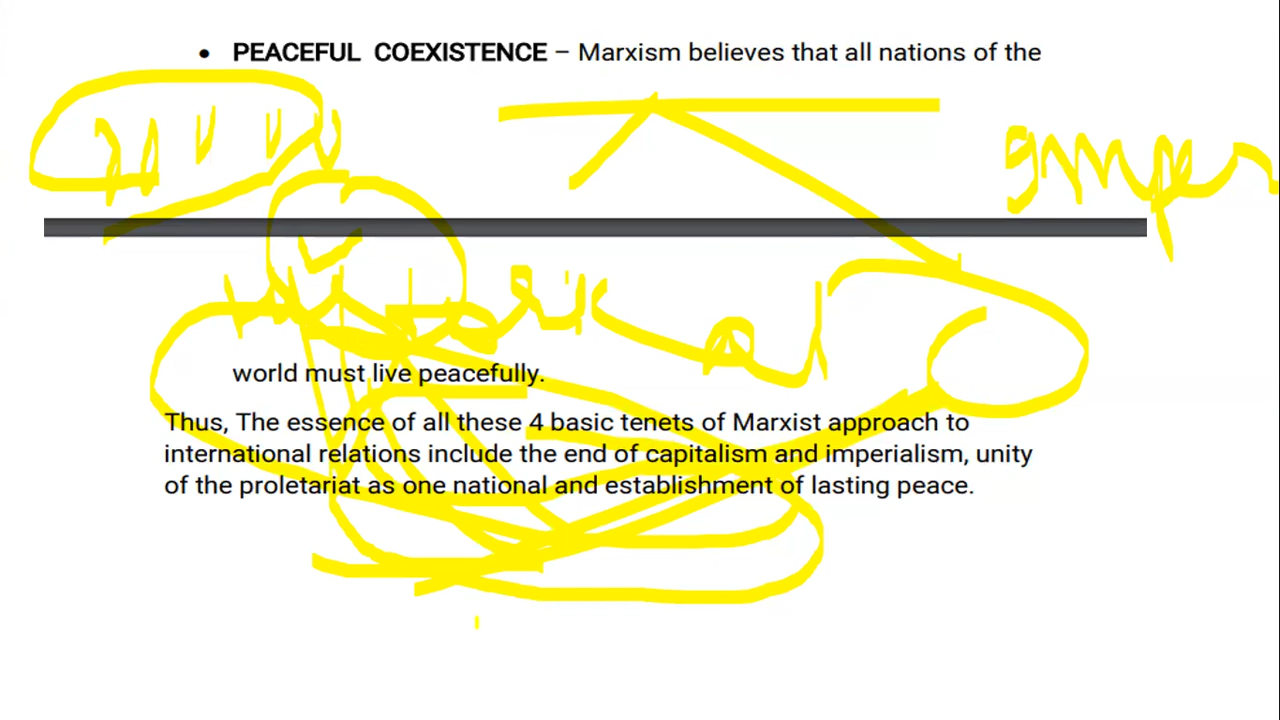 • PEACEFUL COEXISTENCE – Marxism believes that all nations of the
world must live peacefully.
Thus, The essence of all these 4 basic tenets of Marxist approach to
international relations include the end of capitalism and imperialism, unity
of the proletariat as one national and establishment of lasting peace.